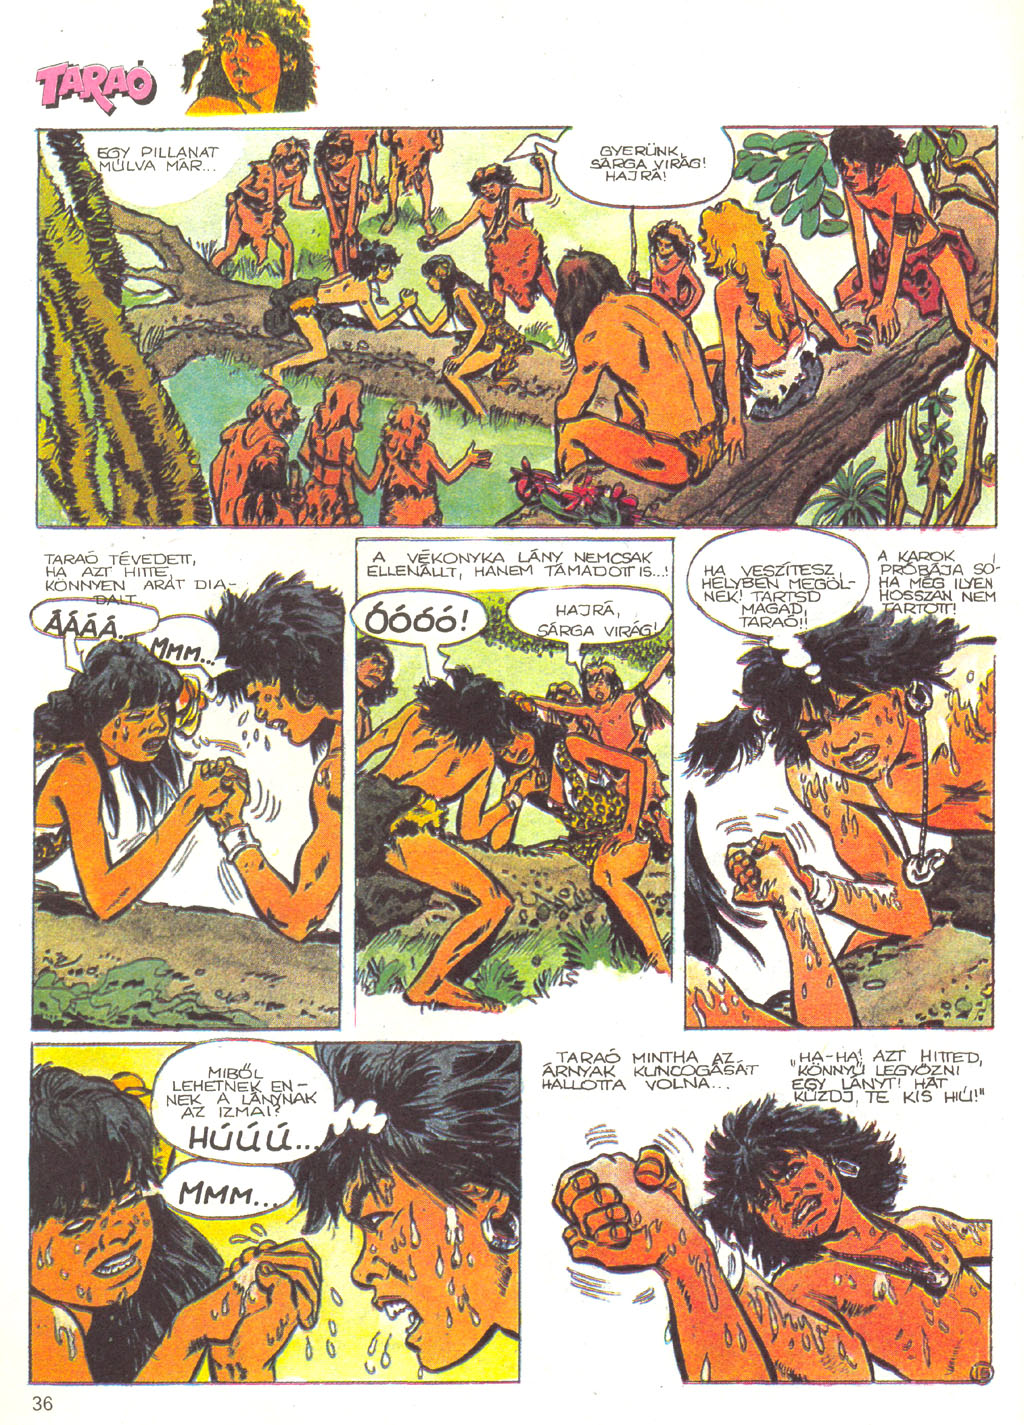 TARAÓ
EGY PILLANAT
MÚLVA MÁR...
GYERÜNK,
SÁRGA VIRÁG!
HAJRÁ!
TARAÓ TÉVEDETT,
HA AZT HITTE,
KÖNNYEN ARAT DIA-
DALT.
ÁÁÁÁ...
MMM...
A VÉKONYKA LÁNY NEMCSAK
ELLENÁLLT, HANEM TÁMADOTT IS...!
ÓÓÓÓ!
HAJRÁ,
SÁRGA VIRÁG!
HA VESZÍTESZ,
HELYBEN MEGÖL-
NEK! TARTSD
MAGAD,
TARAÓ!!
A KAROK
PRÓBÁJA SO-
HA MÉG ILYEN
HOSSZAN NEM
TARTOTT!
MIBŐL
LEHETNEK EN-
NEK A LÁNYNAK
AZ IZMAI?
HÚÚÚ...
MMM...
TARAÓ MINTHA AZ
ÁRNYAK KUNCOGÁSÁT
HALLOTTA VOLNA...
„HA-HA! AZT HITTED,
KÖNNYŰ LEGYŐZNI
EGY LÁNYT! HÁT
KÜZDJ, TE KIS HIÚ!"
15
36